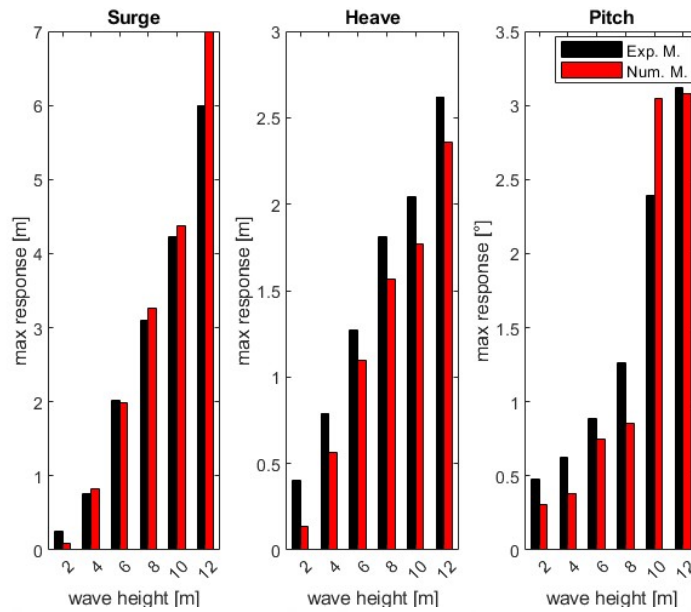 Surge
7
6
5
4
3
2
1
0
max response [m]
2 4 6 8 10 12
wave height [m]
Heave
3
2.5
2
1.5
1
0.5
0
max response [m]
2 4 6 8 10 12
wave height [m]
Pitch
3.5
3
2.5
2
1.5
1
0.5
0
max response [°]
Exp. M.
Num. M.
2 4 6 8 10 12
wave height [m]